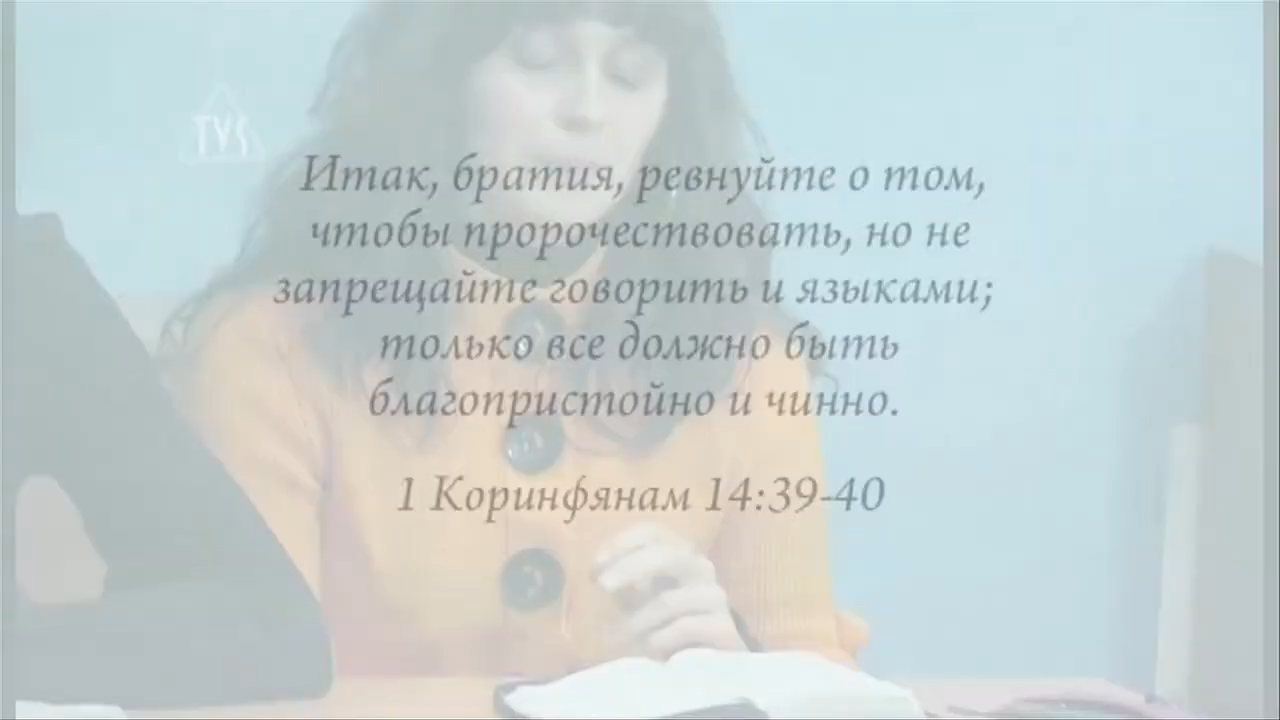 TVS
Итак, братия, ревнуйте о том,
чтобы пророчествовать, но не
запрещайте говорить и языками;
только все должно быть
благопристойно и чинно.
1 Коринфянам 14:39-40